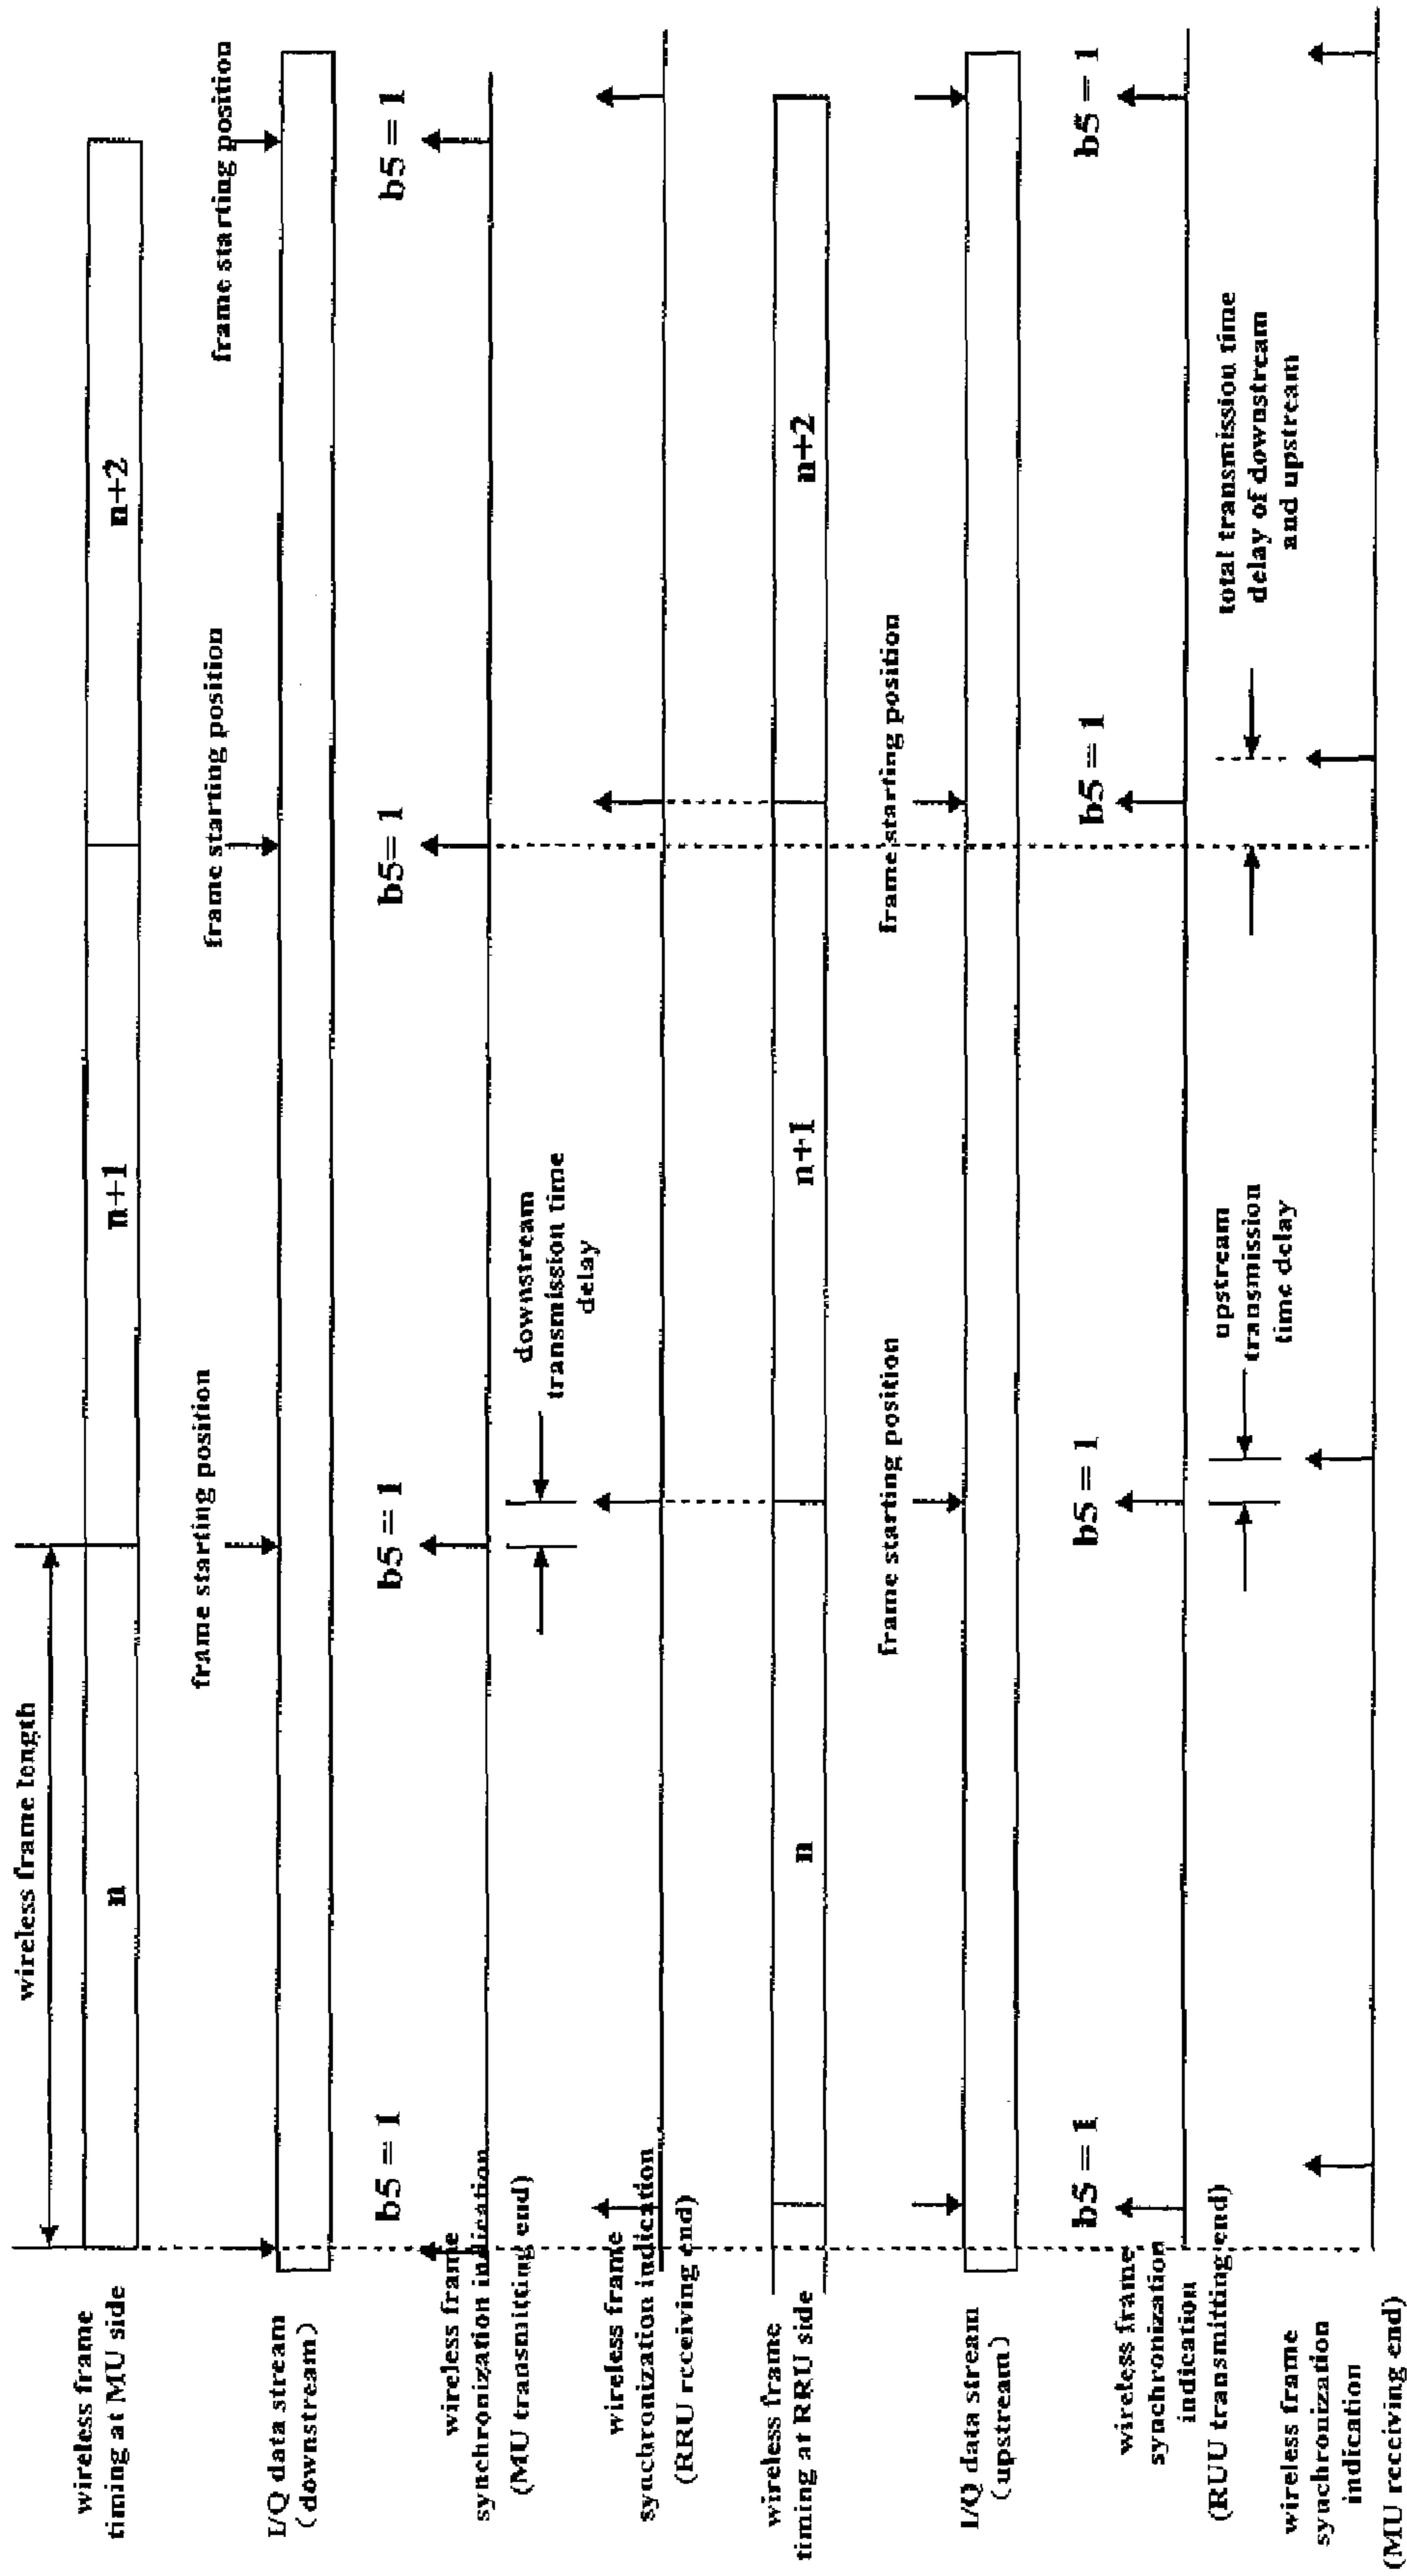 wireless frame length
wireless frame
timing at MU side
n
n+1
n+2
frame starting position
frame starting position
frame starting position
I/Q data stream
(downstream)
b5 = 1
b5 = 1
b5 = 1
b5 = 1
wireless frame
synchronization indication
(MU transmitting end)
downstream
transmission time
delay
wireless frame
synchronization indication
(RRU receiving end)
wireless frame
timing at RRU side
n
n+1
n+2
frame starting position
frame starting position
I/Q data stream
(upstream)
b5 = 1
b5 = 1
b5 = 1
b5 = 1
wireless frame
synchronization
indication
(RUU transmitting end)
upstream
transmission
time delay
total transmission time
delay of downstream
and upstream
wireless frame
synchronization
indication
(MU receiving end)